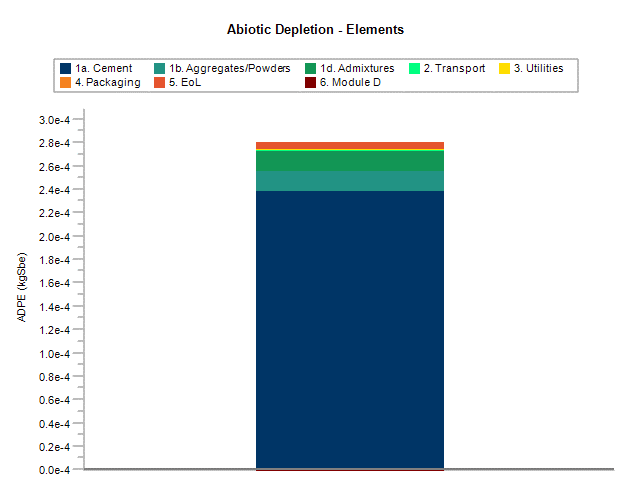 Abiotic Depletion - Elements
1a. Cement 1b. Aggregates/Powders 1d. Admixtures 2. Transport 3. Utilities
4. Packaging 5. EoL 6. Module D
3.0e-4
2.8e-4
2.6e-4
2.4e-4
2.2e-4
2.0e-4
1.8e-4
1.6e-4
1.4e-4
1.2e-4
1.0e-4
0.8e-4
0.6e-4
0.4e-4
0.2e-4
0.0e-4
ADPE (kgSbe)